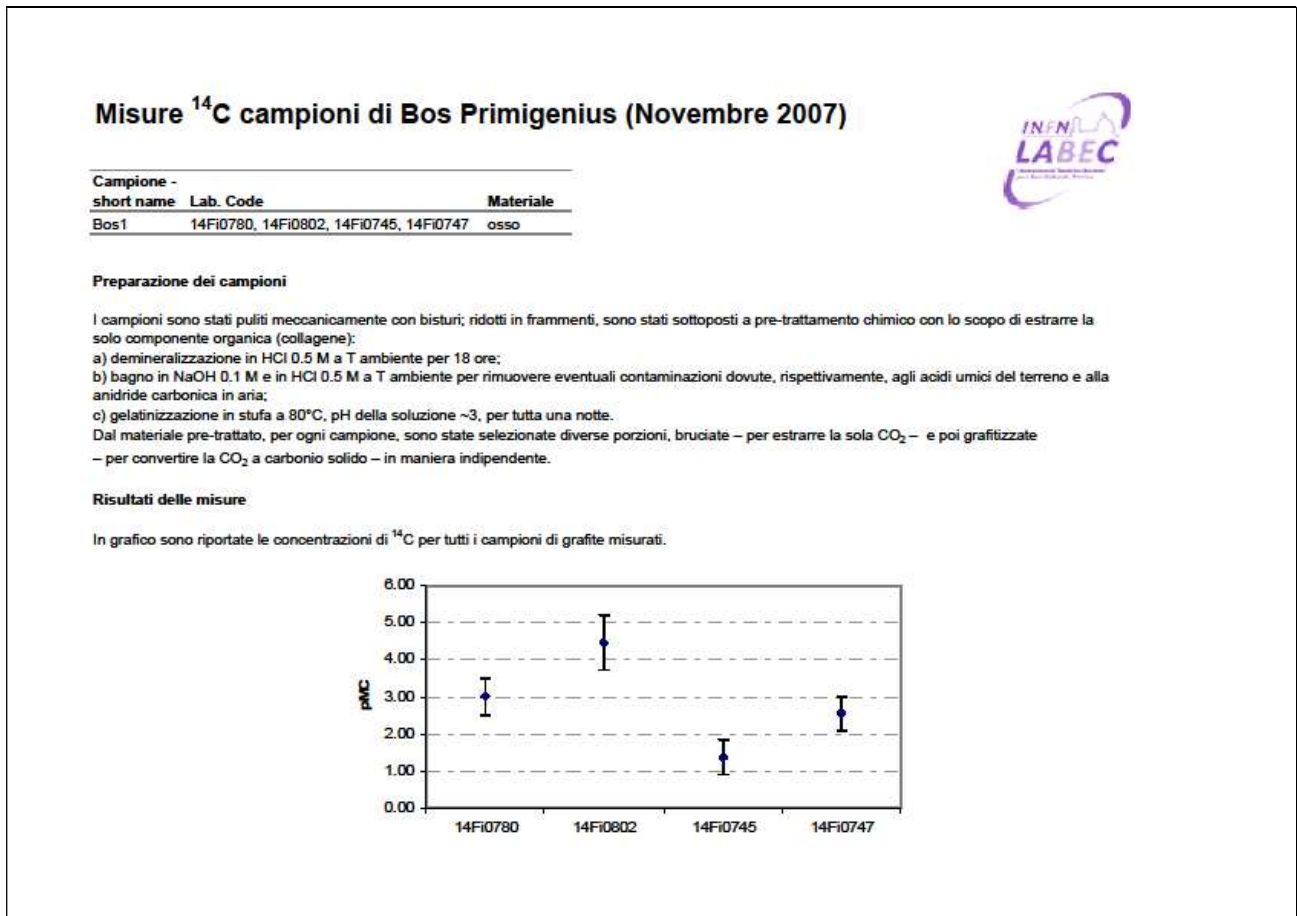 Misure ¹⁴C campioni di Bos Primigenius (Novembre 2007)
INFN
LABEC
Campione -
short name Lab. Code Materiale
Bos1 14Fi0780, 14Fi0802, 14Fi0745, 14Fi0747 osso
Preparazione dei campioni
I campioni sono stati puliti meccanicamente con bisturi; ridotti in frammenti, sono stati sottoposti a pre-trattamento chimico con lo scopo di estrarre la
solo componente organica (collagene):
a) demineralizzazione in HCl 0.5 M a T ambiente per 18 ore;
b) bagno in NaOH 0.1 M e in HCl 0.5 M a T ambiente per rimuovere eventuali contaminazioni dovute, rispettivamente, agli acidi umici del terreno e alla
anidride carbonica in aria;
c) gelatinizzazione in stufa a 80°C, pH della soluzione ~3, per tutta una notte.
Dal materiale pre-trattato, per ogni campione, sono state selezionate diverse porzioni, bruciate – per estrarre la sola CO₂ – e poi grafitizzate
– per convertire la CO₂ a carbonio solido – in maniera indipendente.
Risultati delle misure
In grafico sono riportate le concentrazioni di ¹⁴C per tutti i campioni di grafite misurati.
6.00
5.00
4.00
3.00
2.00
1.00
0.00
pMC
14Fi0780 14Fi0802 14Fi0745 14Fi0747